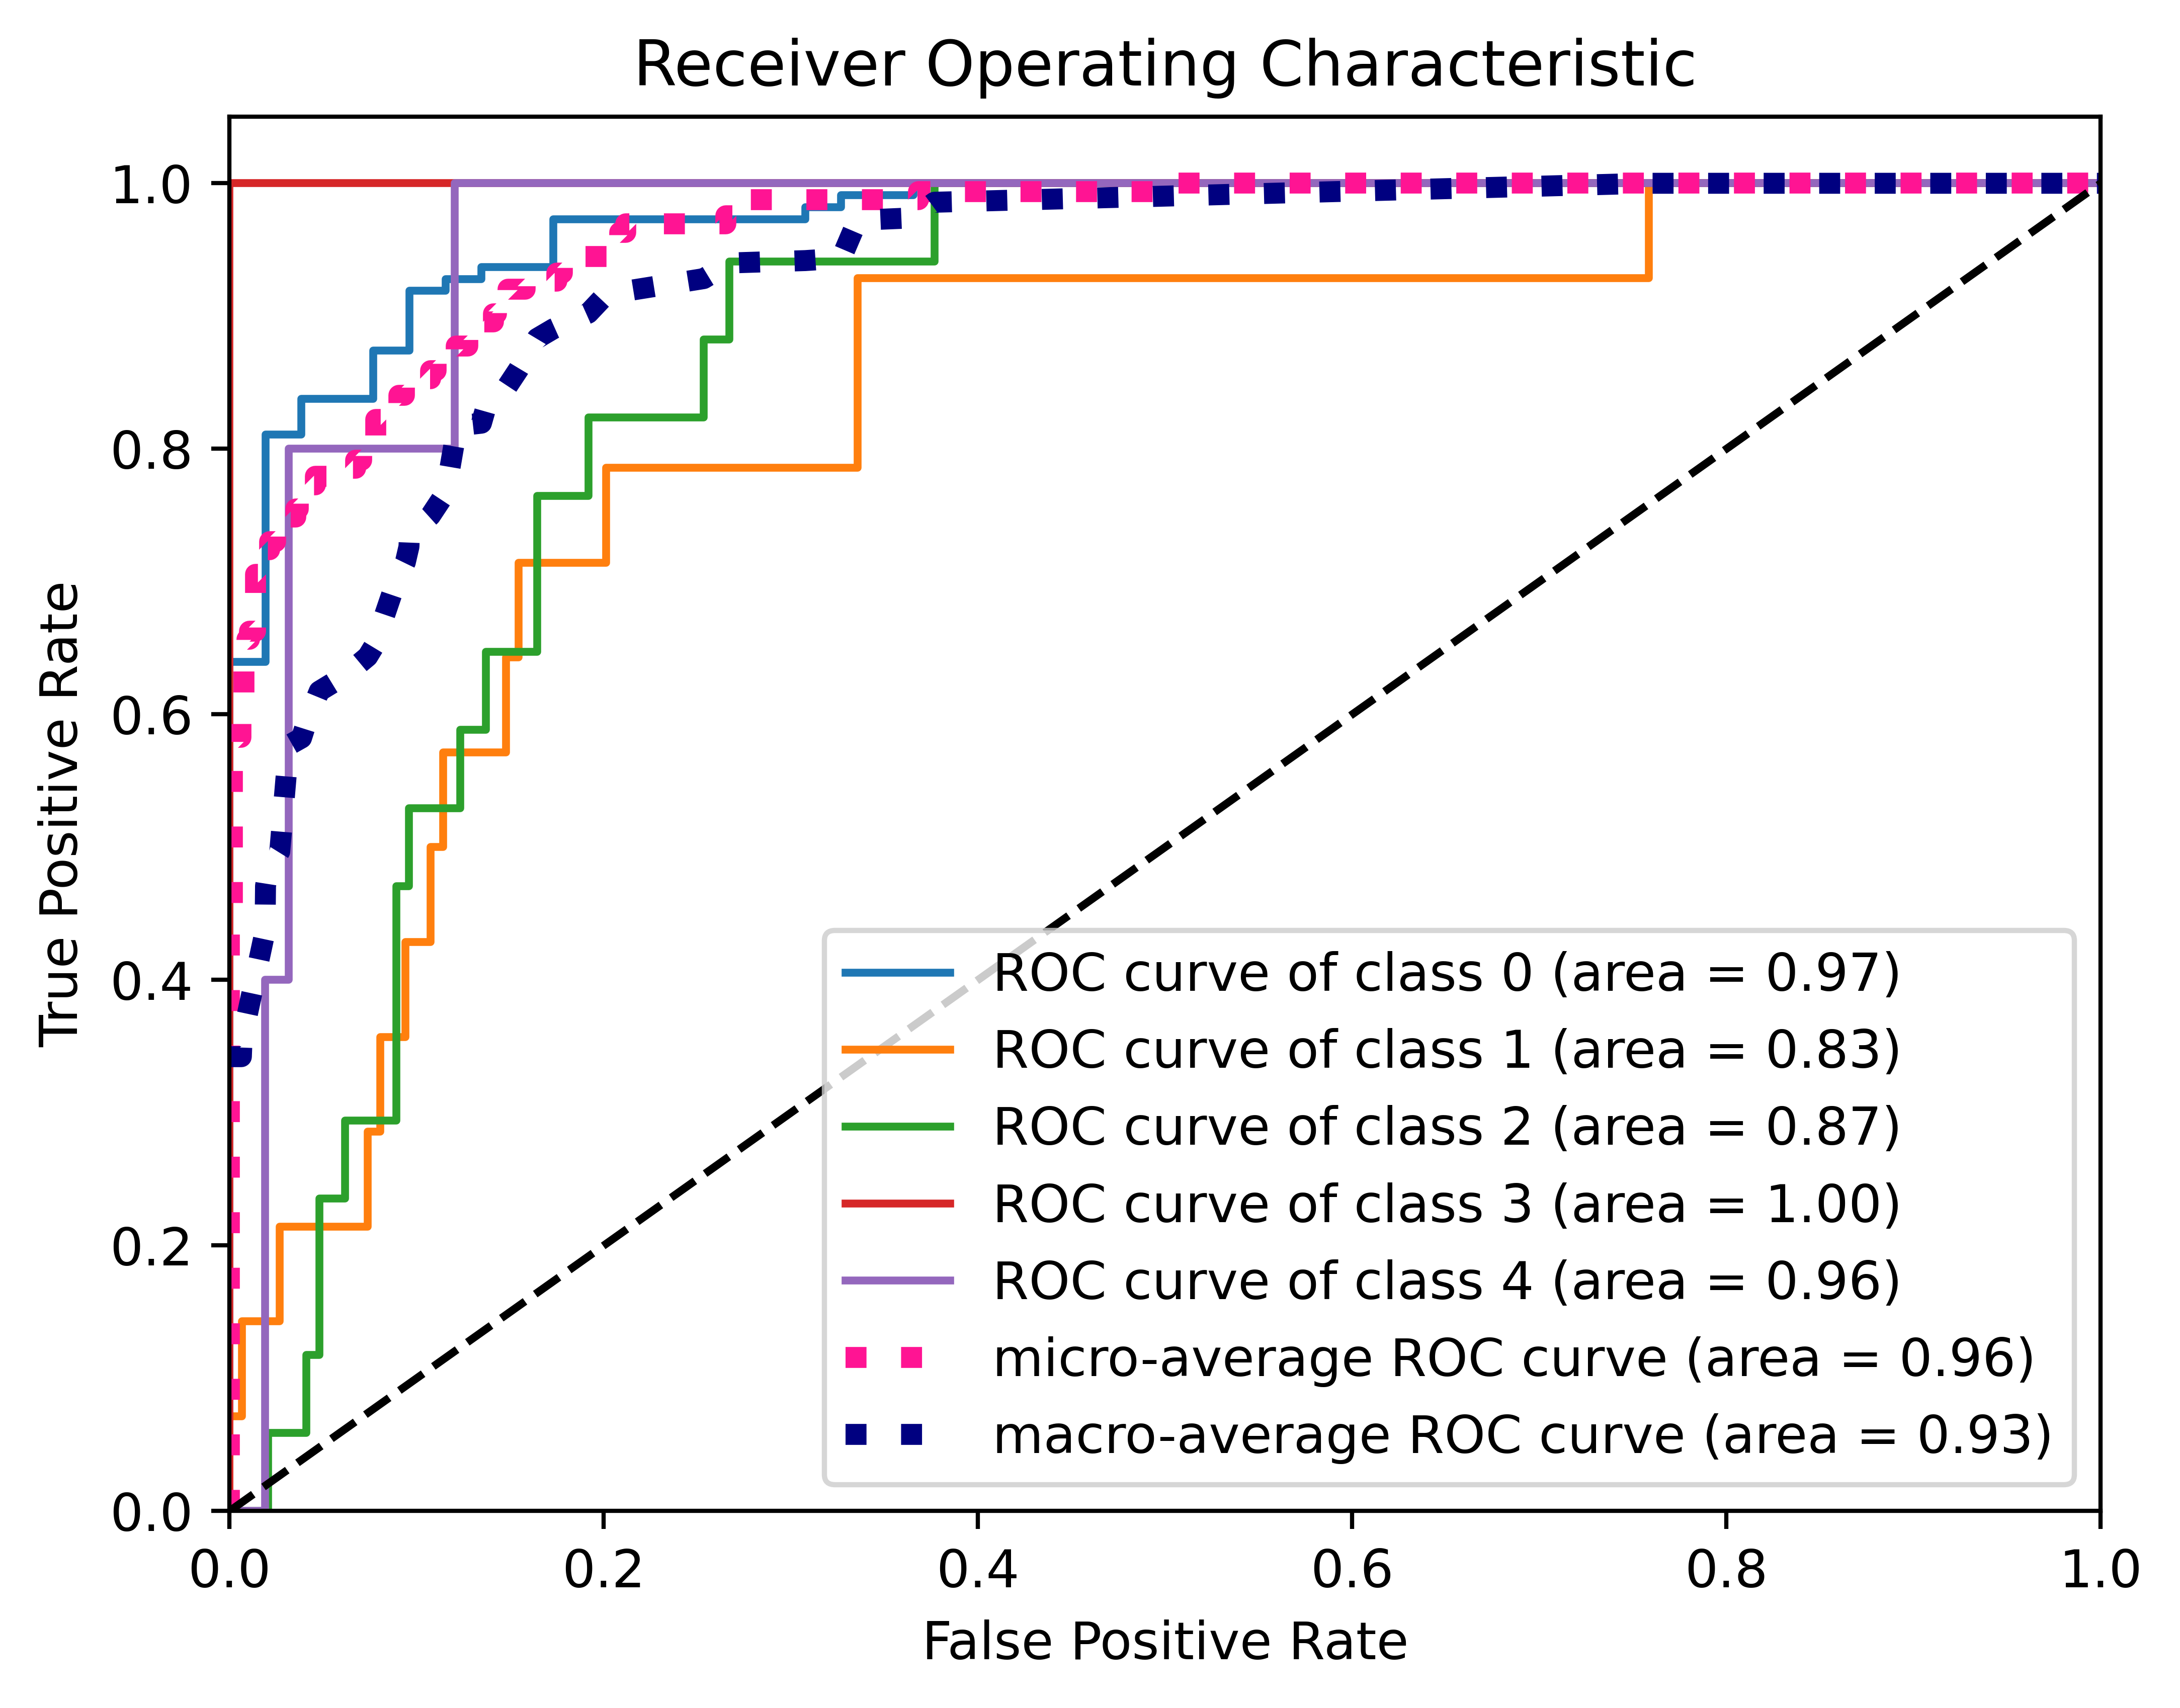 Receiver Operating Characteristic
1.0
0.8
0.6
0.4
0.2
0.0
True Positive Rate
ROC curve of class 0 (area = 0.97)
ROC curve of class 1 (area = 0.83)
ROC curve of class 2 (area = 0.87)
ROC curve of class 3 (area = 1.00)
ROC curve of class 4 (area = 0.96)
micro-average ROC curve (area = 0.96)
macro-average ROC curve (area = 0.93)
0.0 0.2 0.4 0.6 0.8 1.0
False Positive Rate